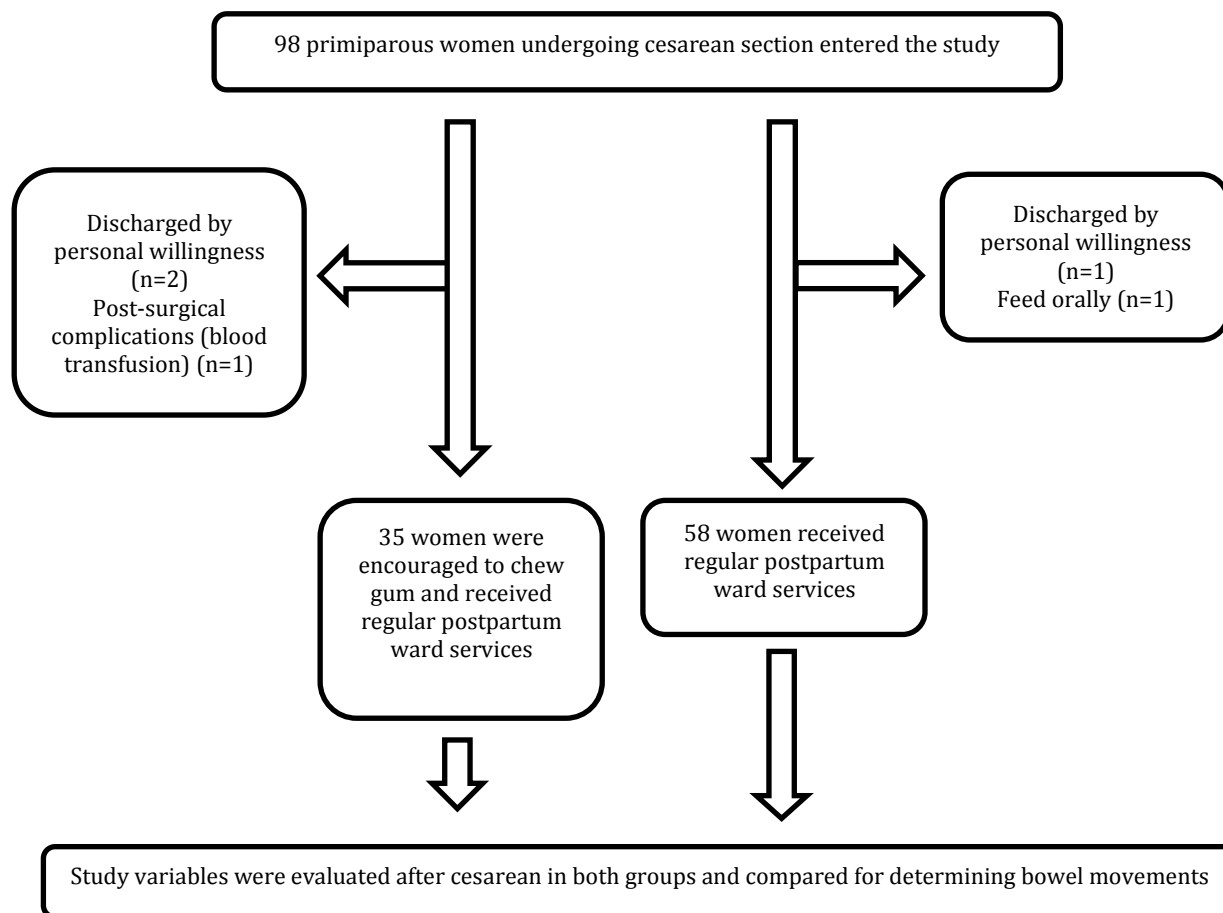 98 primiparous women undergoing cesarean section entered the study
Discharged by
personal willingness
(n=2)
Post-surgical
complications (blood
transfusion) (n=1)
Discharged by
personal willingness
(n=1)
Feed orally (n=1)
35 women were
encouraged to chew
gum and received
regular postpartum
ward services
58 women received
regular postpartum
ward services
Study variables were evaluated after cesarean in both groups and compared for determining bowel movements